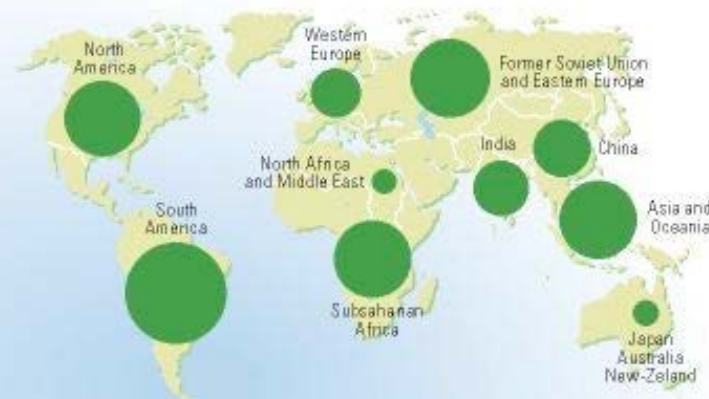 North
America
Western
Europe
Former Soviet Union
and Eastern Europe
North Africa
and Middle East
India
China
South
America
Asia and
Oceania
Subsaharian
Africa
Japan
Australia
New-Zeland